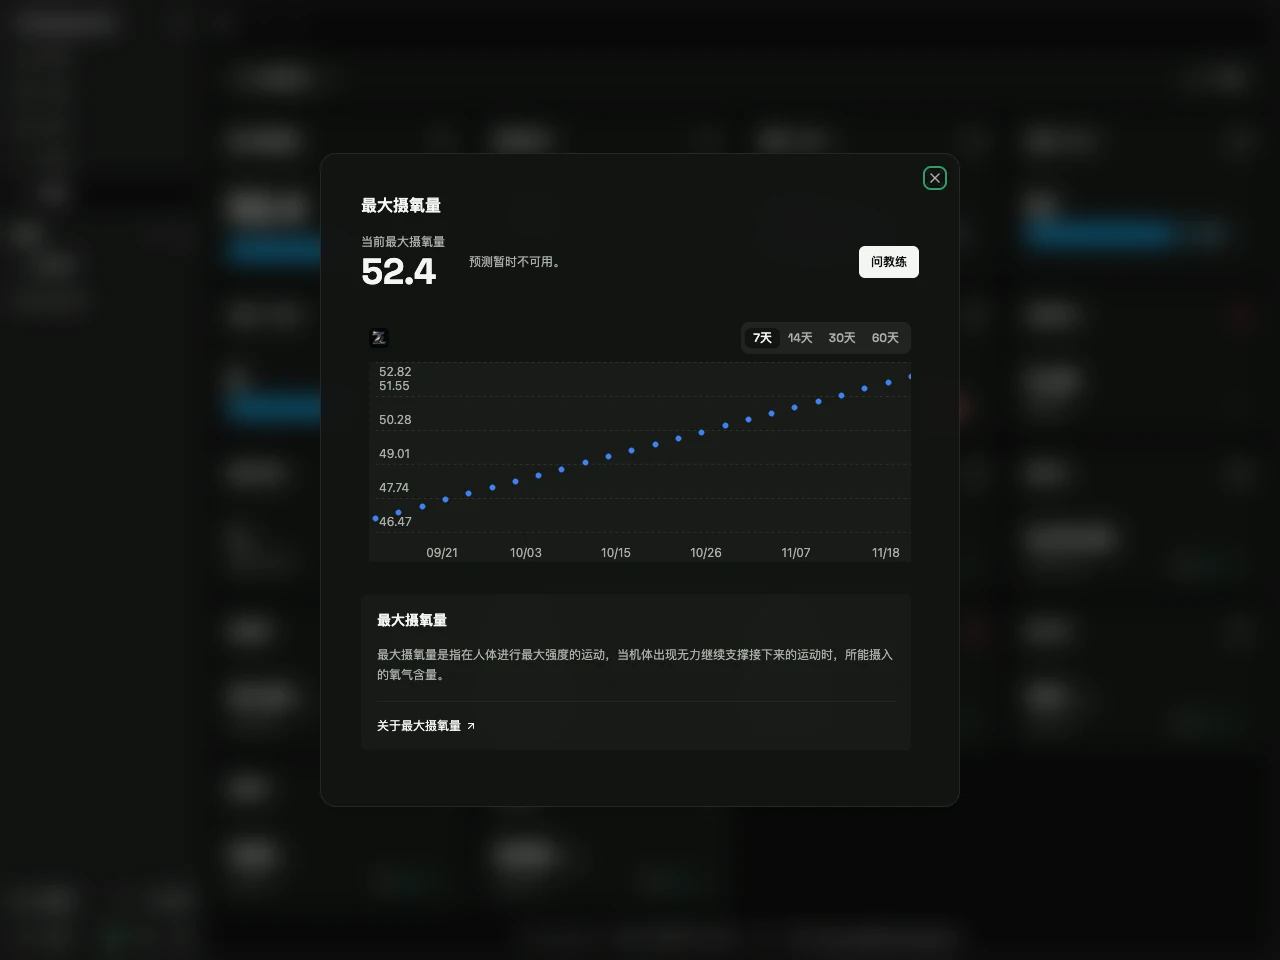 最大摄氧量
当前最大摄氧量
52.4
预测暂时不可用。
问教练
7天 14天 30天 60天
52.82
51.55
50.28
49.01
47.74
46.47
09/21 10/03 10/15 10/26 11/07 11/18
最大摄氧量
最大摄氧量是指在人体进行最大强度的运动，当机体出现无力继续支撑接下来的运动时，所能摄入
的氧气含量。
关于最大摄氧量